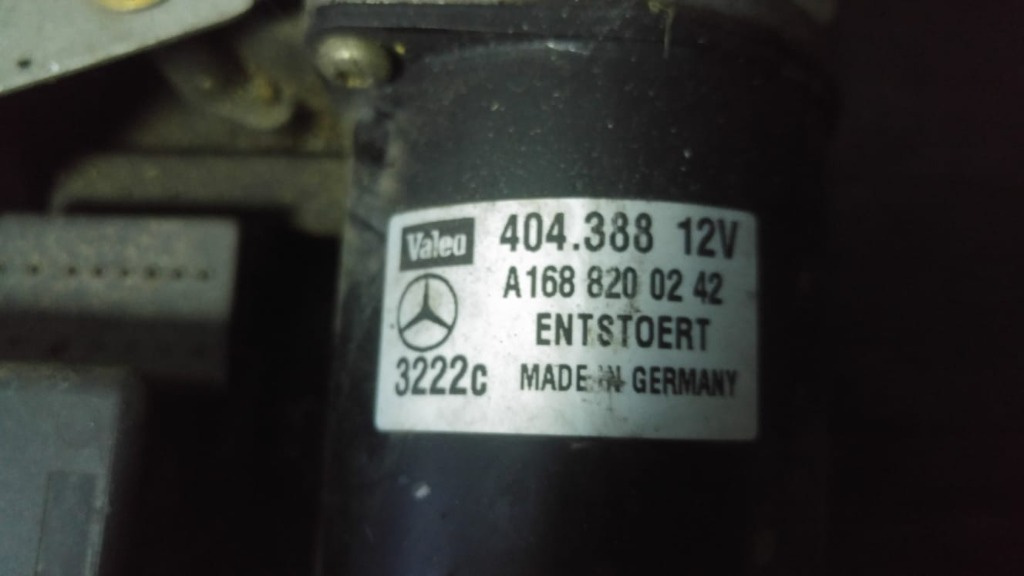 Valeo 404.388 12V
A168 820 02 42
ENTSTOERT
3222c MADE IN GERMANY